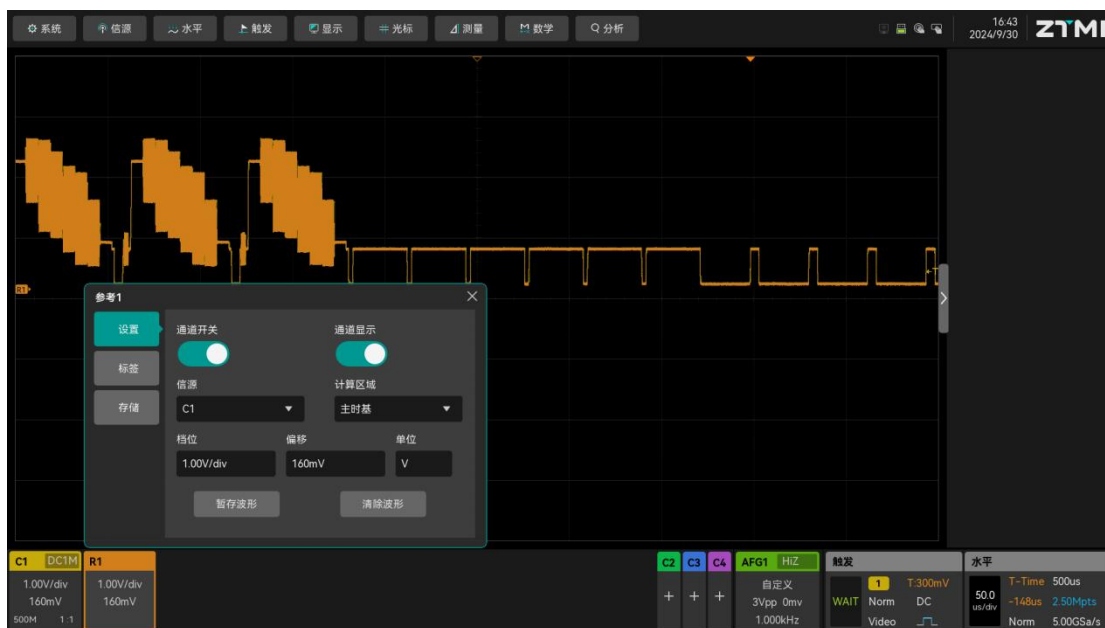 系统 信源 水平 触发 显示 光标 测量 数学 分析
16:43
2024/9/30
R1
T
参考1
设置
通道开关 通道显示
标签
信源 计算区域
存储
C1 主时基
档位 偏移 单位
1.00V/div 160mV V
暂存波形 清除波形
C1 DC1M R1
1.00V/div 1.00V/div
160mV 160mV
500M 1:1
C2 C3 C4
+ + +
AFG1 HiZ
自定义
3Vpp 0mv
1.000kHz
触发
WAIT 1 T:300mV
Norm DC
Video
水平
50.0
us/div
T-Time 500us
-148us 2.50Mpts
Norm 5.00GSa/s